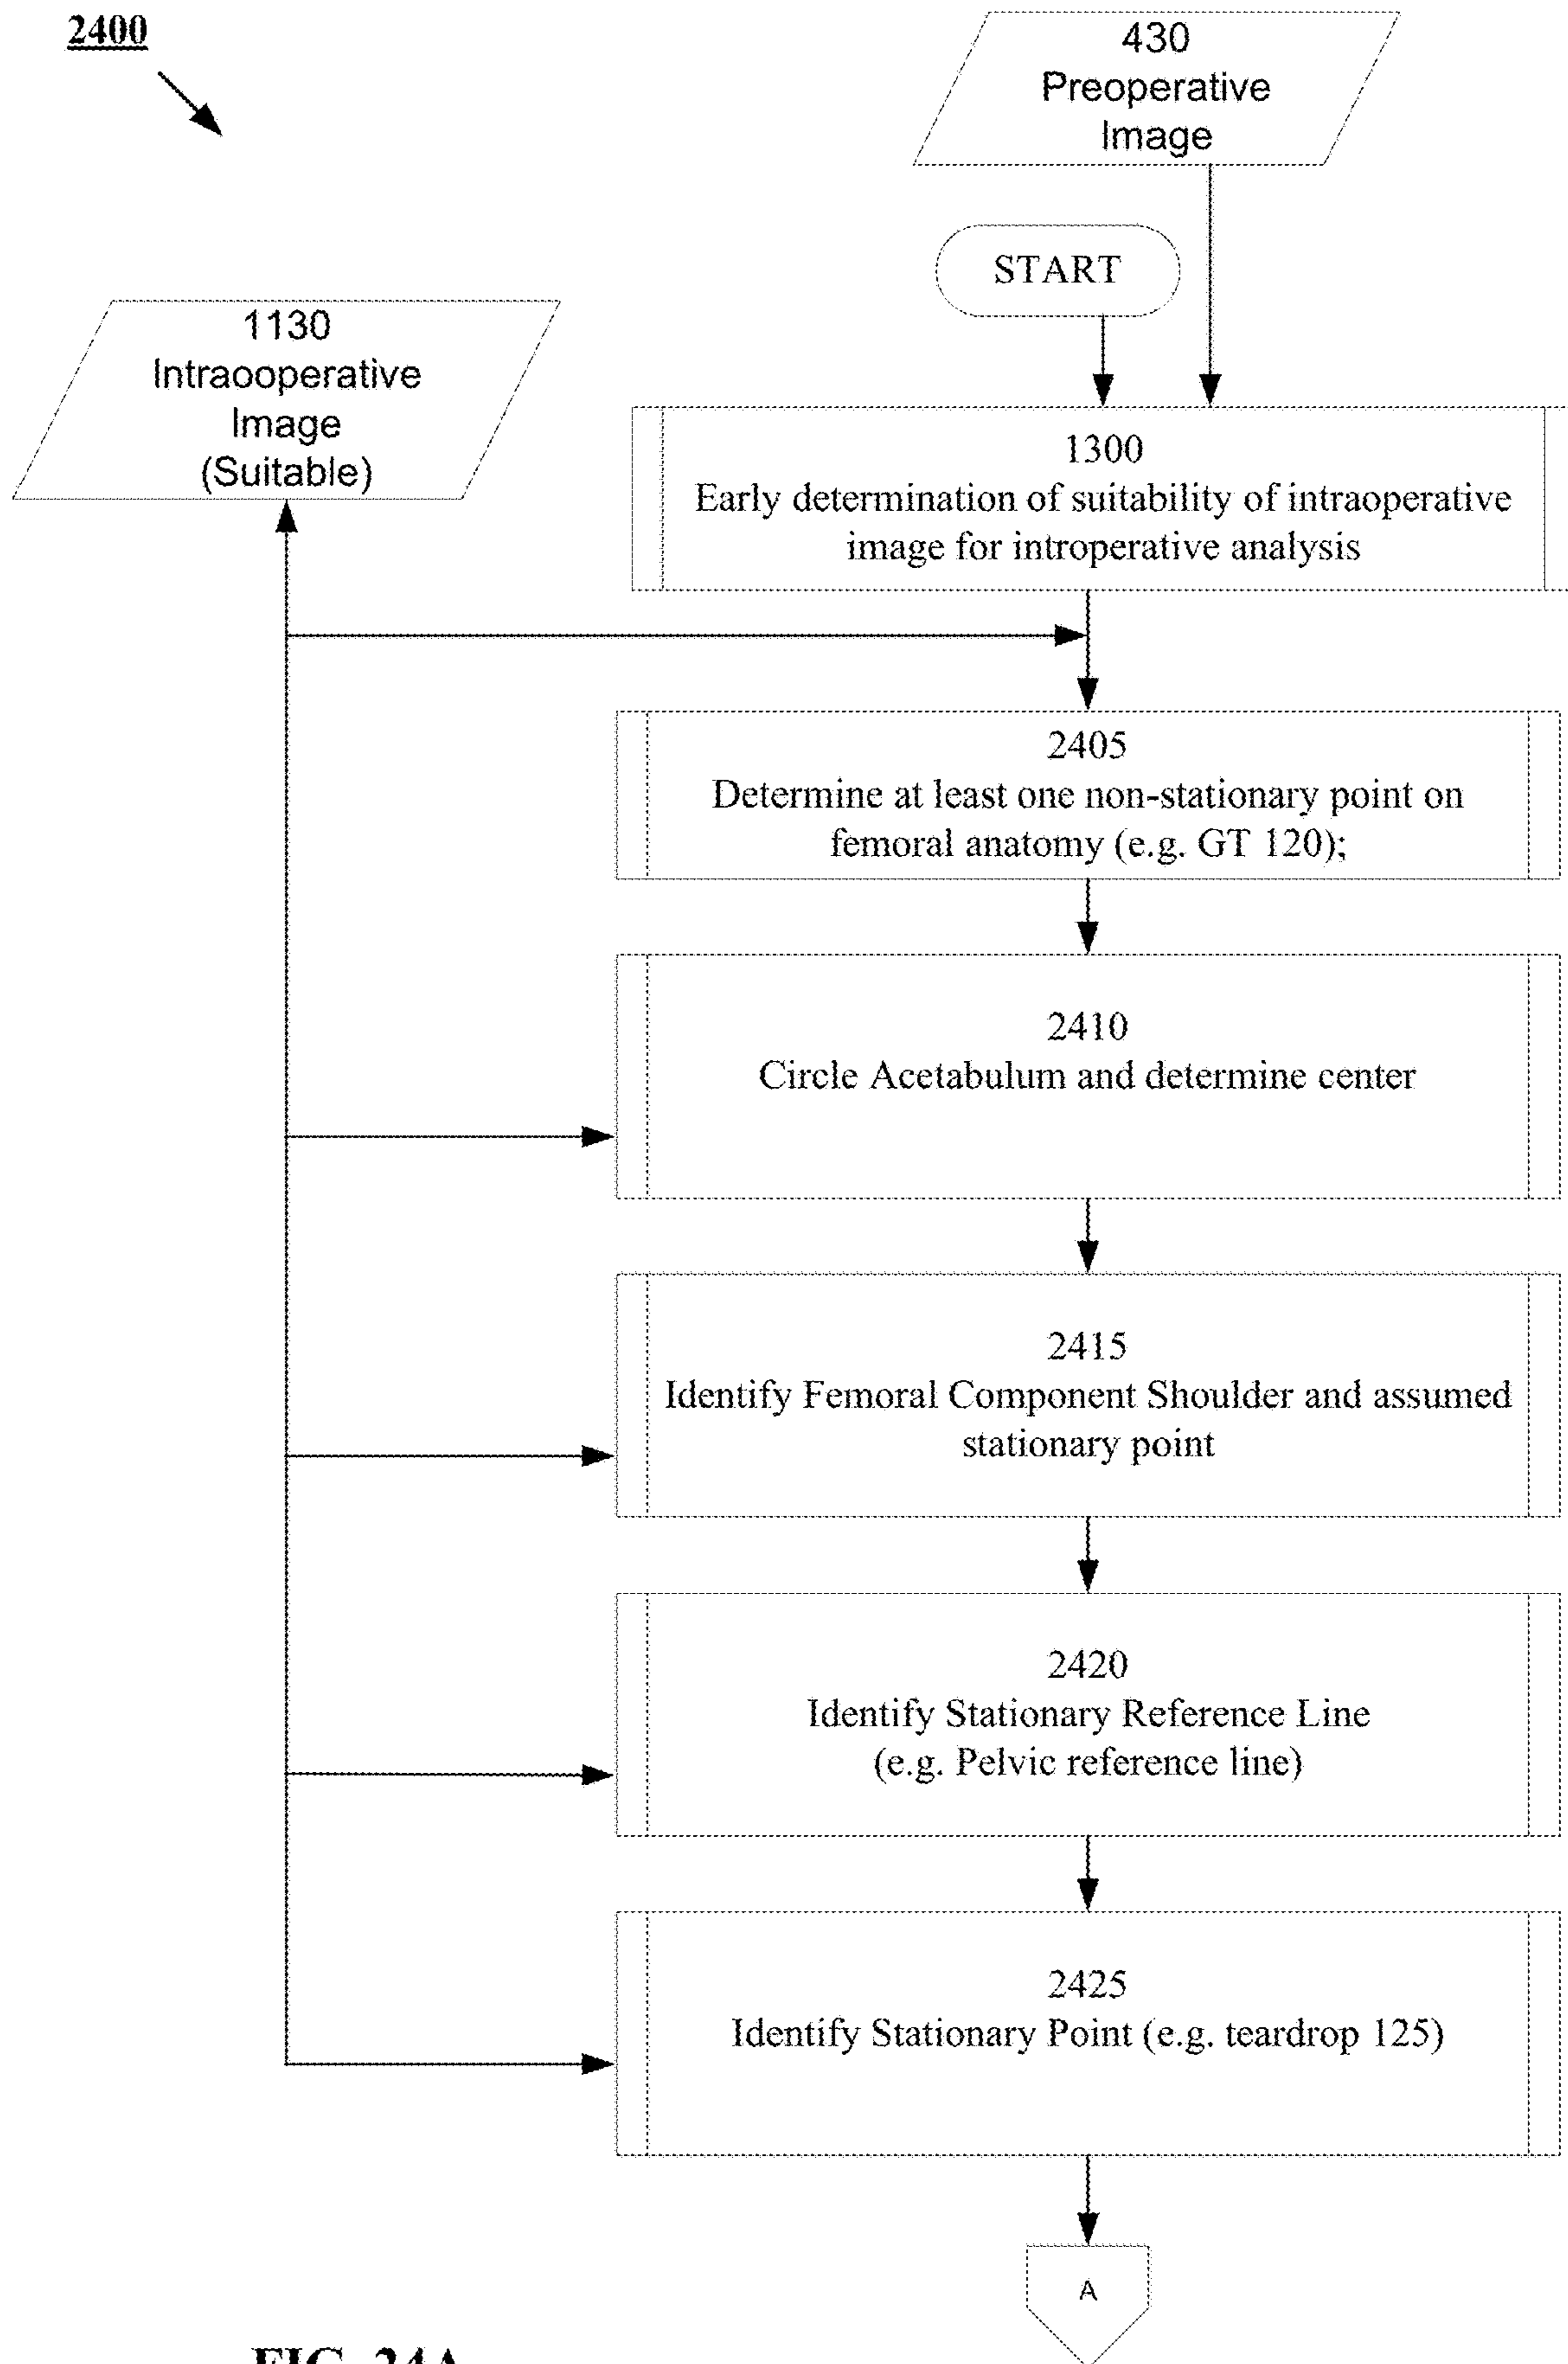 2400
430
Preoperative
Image
START
1130
Intraooperative
Image
(Suitable)
1300
Early determination of suitability of intraoperative
image for introperative analysis
2405
Determine at least one non-stationary point on
femoral anatomy (e.g. GT 120);
2410
Circle Acetabulum and determine center
2415
Identify Femoral Component Shoulder and assumed
stationary point
2420
Identify Stationary Reference Line
(e.g. Pelvic reference line)
2425
Identify Stationary Point (e.g. teardrop 125)
A
FIG. 24A